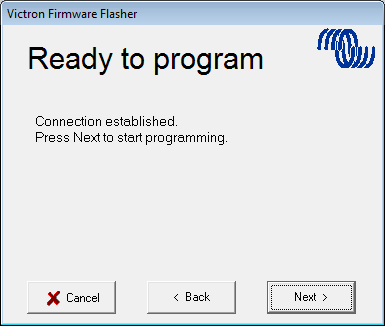 Victron Firmware Flasher
Ready to program
Connection established.
Press Next to start programming.
Cancel
< Back
Next >